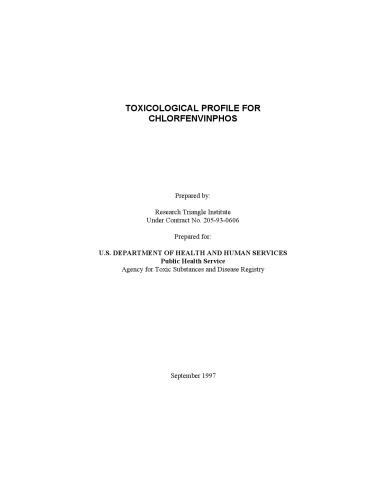 TOXICOLOGICAL PROFILE FOR
CHLORFENVINPHOS
Prepared by:
Research Triangle Institute
Under Contract No. 205-93-0606
Prepared for:
U.S. DEPARTMENT OF HEALTH AND HUMAN SERVICES
Public Health Service
Agency for Toxic Substances and Disease Registry
September 1997